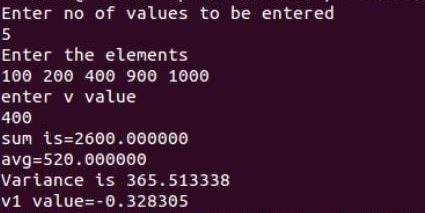 Enter no of values to be entered
5
Enter the elements
100 200 400 900 1000
enter v value
400
sum is=2600.000000
avg=520.000000
Variance is 365.513338
v1 value=-0.328305